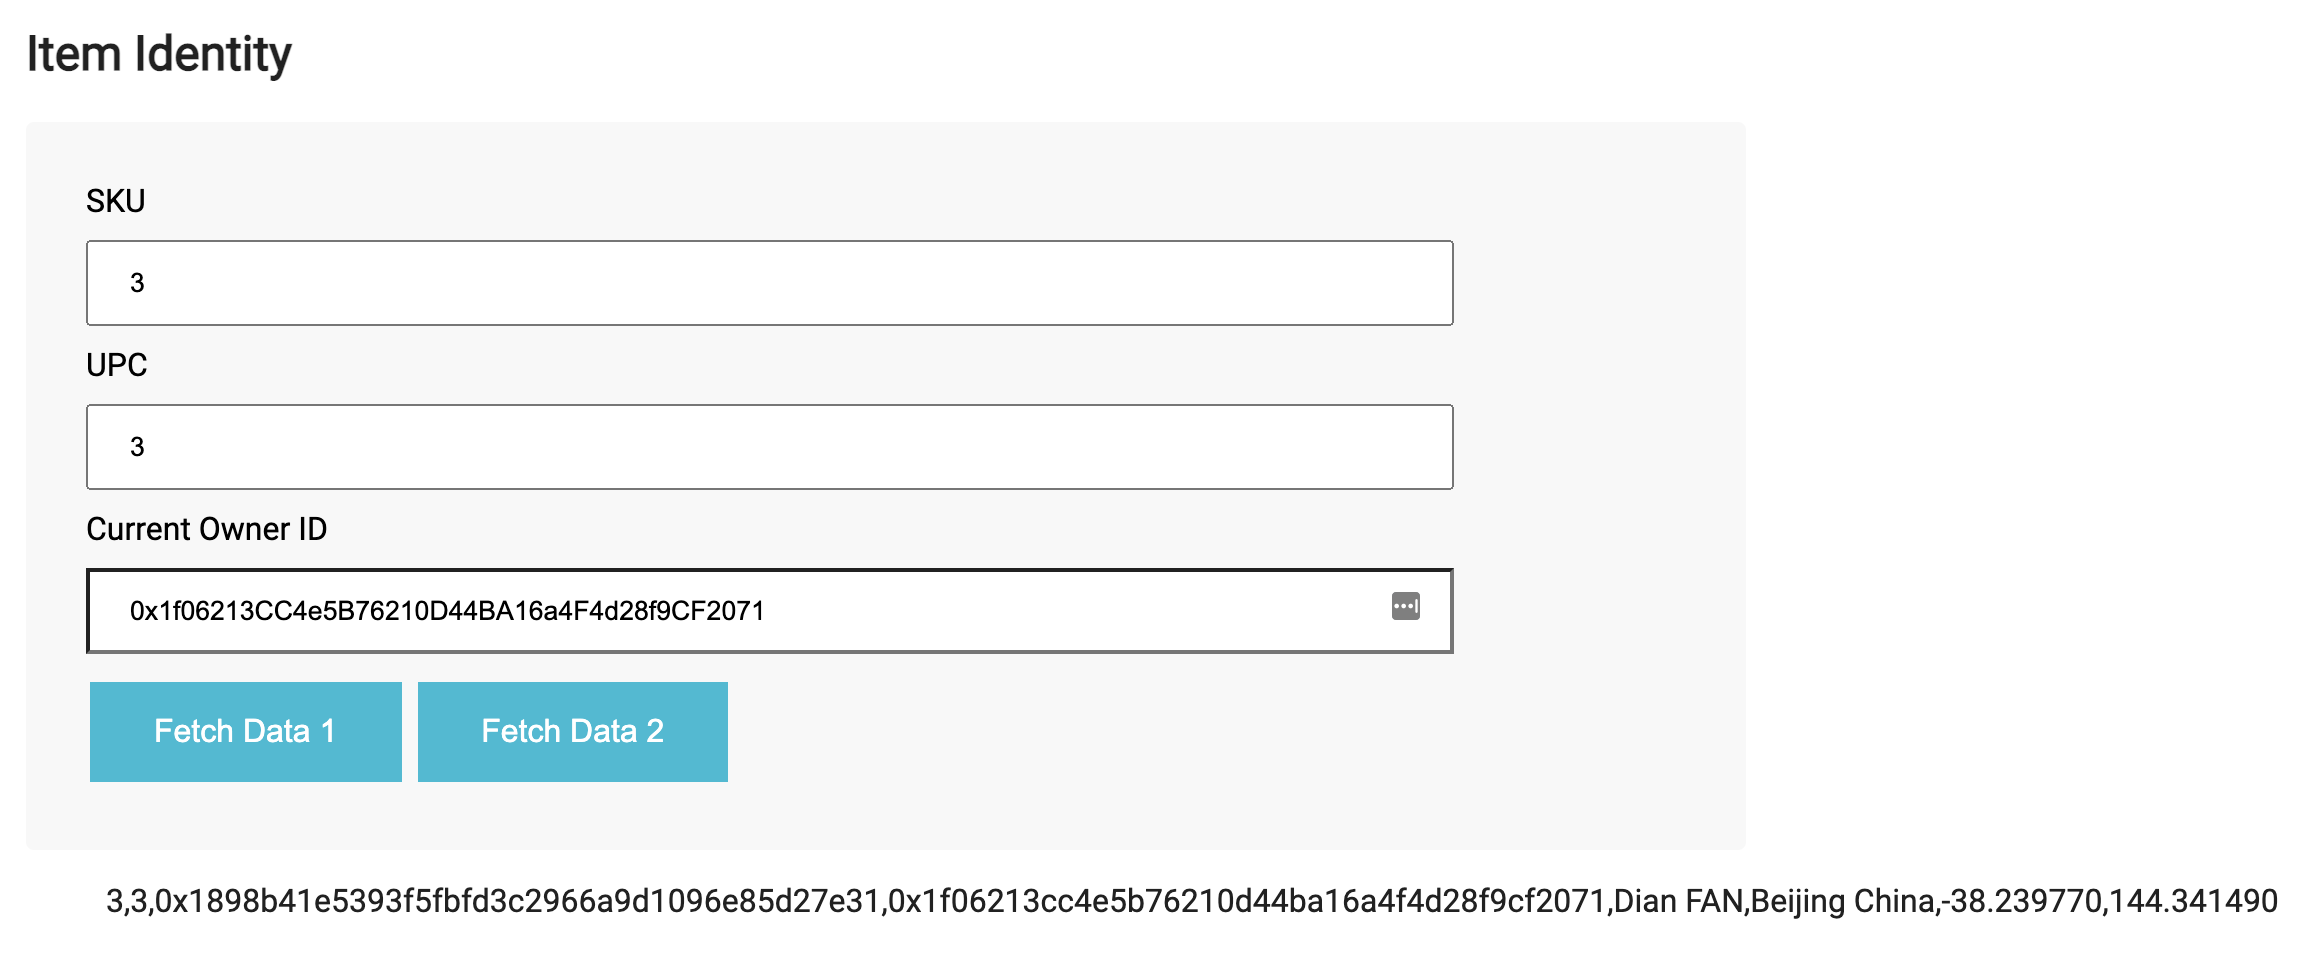 Item Identity
SKU
3
UPC
3
Current Owner ID
0x1f06213CC4e5B76210D44BA16a4F4d28f9CF2071
Fetch Data 1 Fetch Data 2
3,3,0x1898b41e5393f5fbfd3c2966a9d1096e85d27e31,0x1f06213cc4e5b76210d44ba16a4f4d28f9cf2071,Dian FAN,Beijing China,-38.239770,144.341490